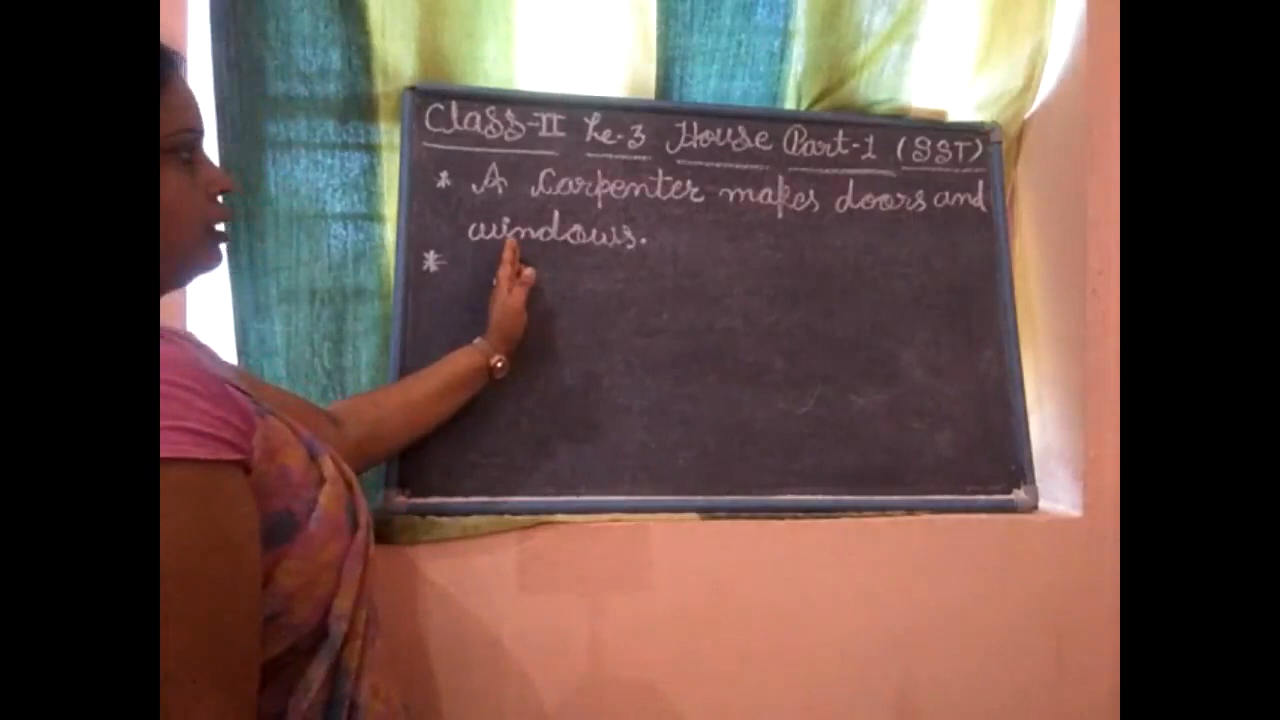 Class-II Le-3 House Part-1 (SST)
* A Carpenter makes doors and
windows.
*